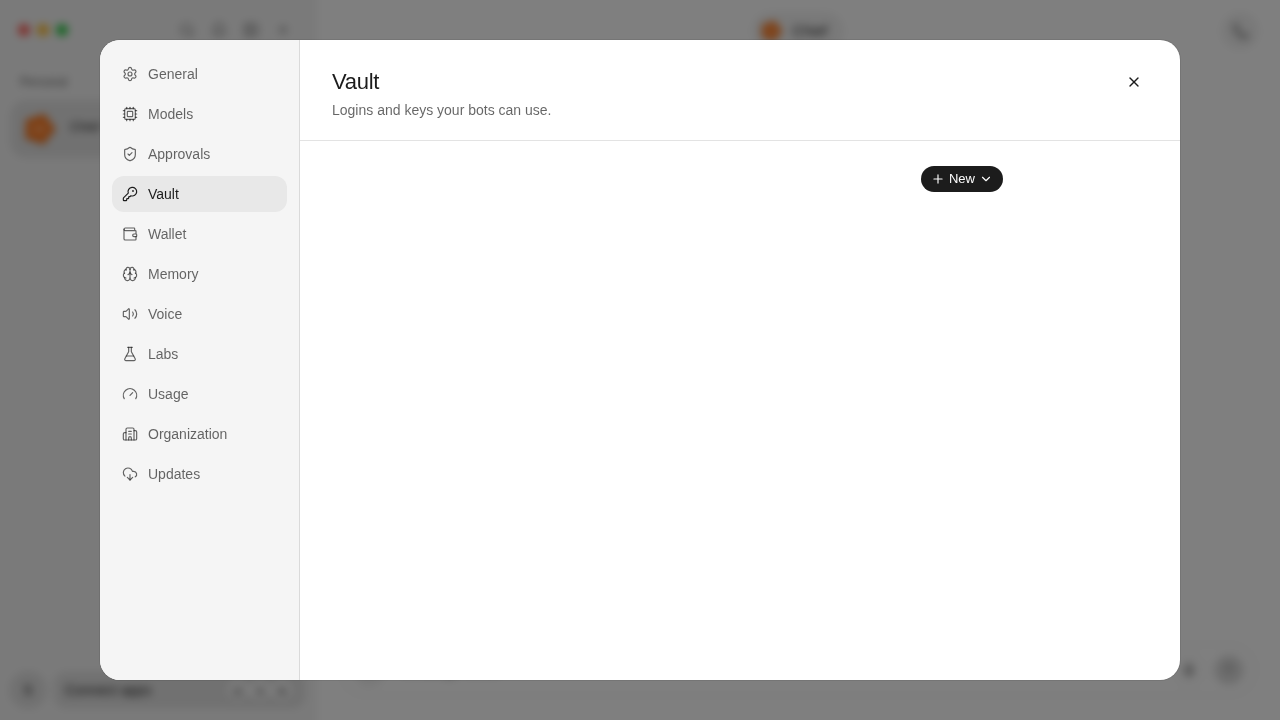 General
Models
Approvals
Vault
Wallet
Memory
Voice
Labs
Usage
Organization
Updates
Vault
Logins and keys your bots can use.
New